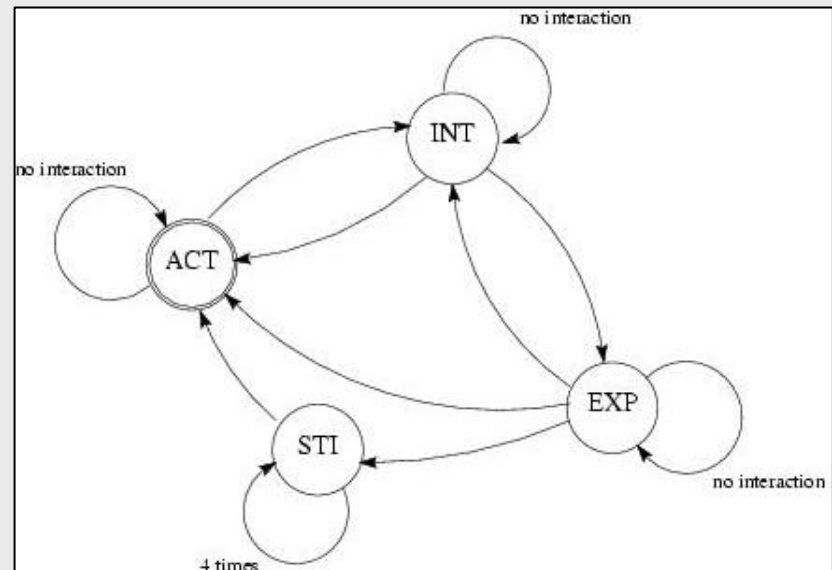 no interaction
INT
no interaction
ACT
EXP
STI
no interaction
4 times